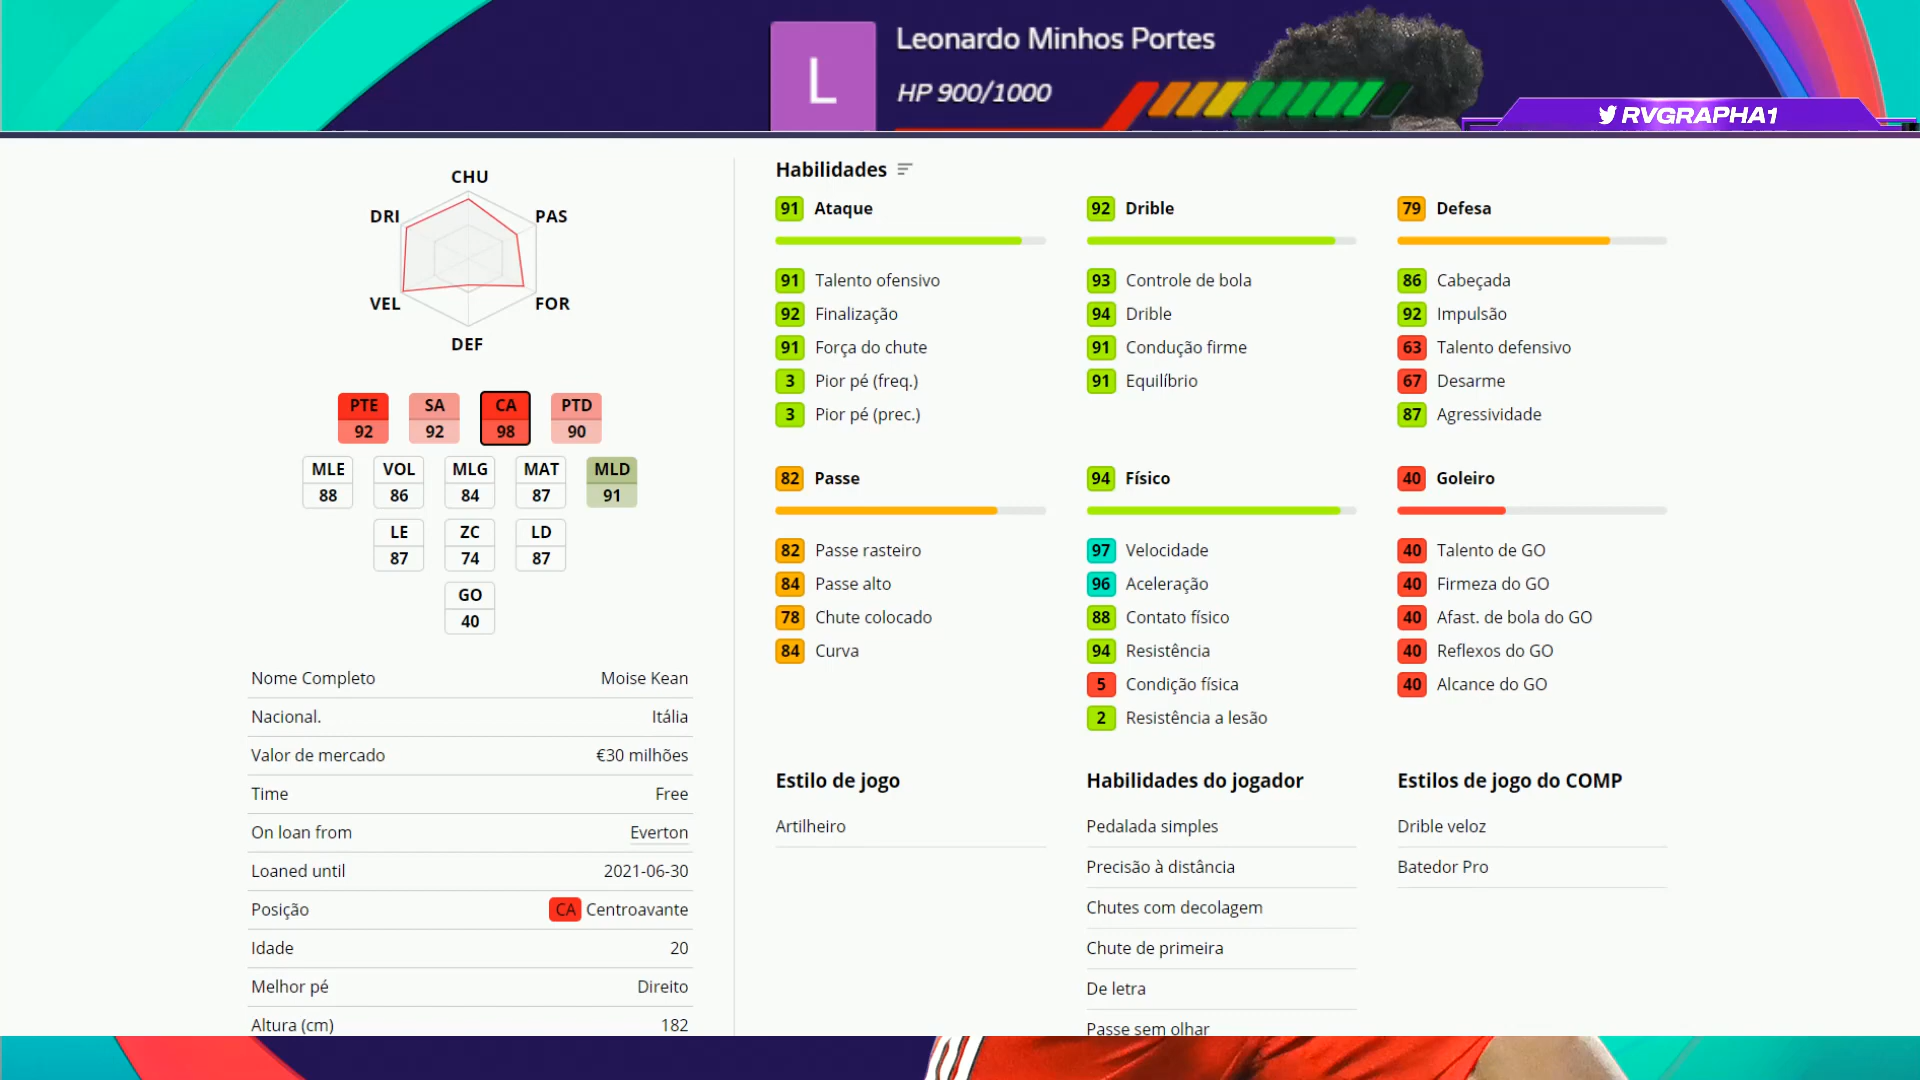 Leonardo Minhos Portes
L
HP 900/1000
RVGRAPHA1
CHU
DRI
PAS
VEL
FOR
DEF
PTE
92
SA
92
CA
98
PTD
90
MLE
88
VOL
86
MLG
84
MAT
87
MLD
91
LE
87
ZC
74
LD
87
GO
40
Nome Completo Moise Kean
Nacional. Itália
Valor de mercado €30 milhões
Time Free
On loan from Everton
Loaned until 2021-06-30
Posição CA Centroavante
Idade 20
Melhor pé Direito
Altura (cm) 182
Habilidades
91 Ataque
91 Talento ofensivo
92 Finalização
91 Força do chute
3 Pior pé (freq.)
3 Pior pé (prec.)
92 Drible
93 Controle de bola
94 Drible
91 Condução firme
91 Equilíbrio
79 Defesa
86 Cabeçada
92 Impulsão
63 Talento defensivo
67 Desarme
87 Agressividade
82 Passe
82 Passe rasteiro
84 Passe alto
78 Chute colocado
84 Curva
94 Físico
97 Velocidade
96 Aceleração
88 Contato físico
94 Resistência
5 Condição física
2 Resistência a lesão
40 Goleiro
40 Talento de GO
40 Firmeza do GO
40 Afast. de bola do GO
40 Reflexos do GO
40 Alcance do GO
Estilo de jogo
Artilheiro
Habilidades do jogador
Pedalada simples
Precisão à distância
Chutes com decolagem
Chute de primeira
De letra
Passe sem olhar
Estilos de jogo do COMP
Drible veloz
Batedor Pro